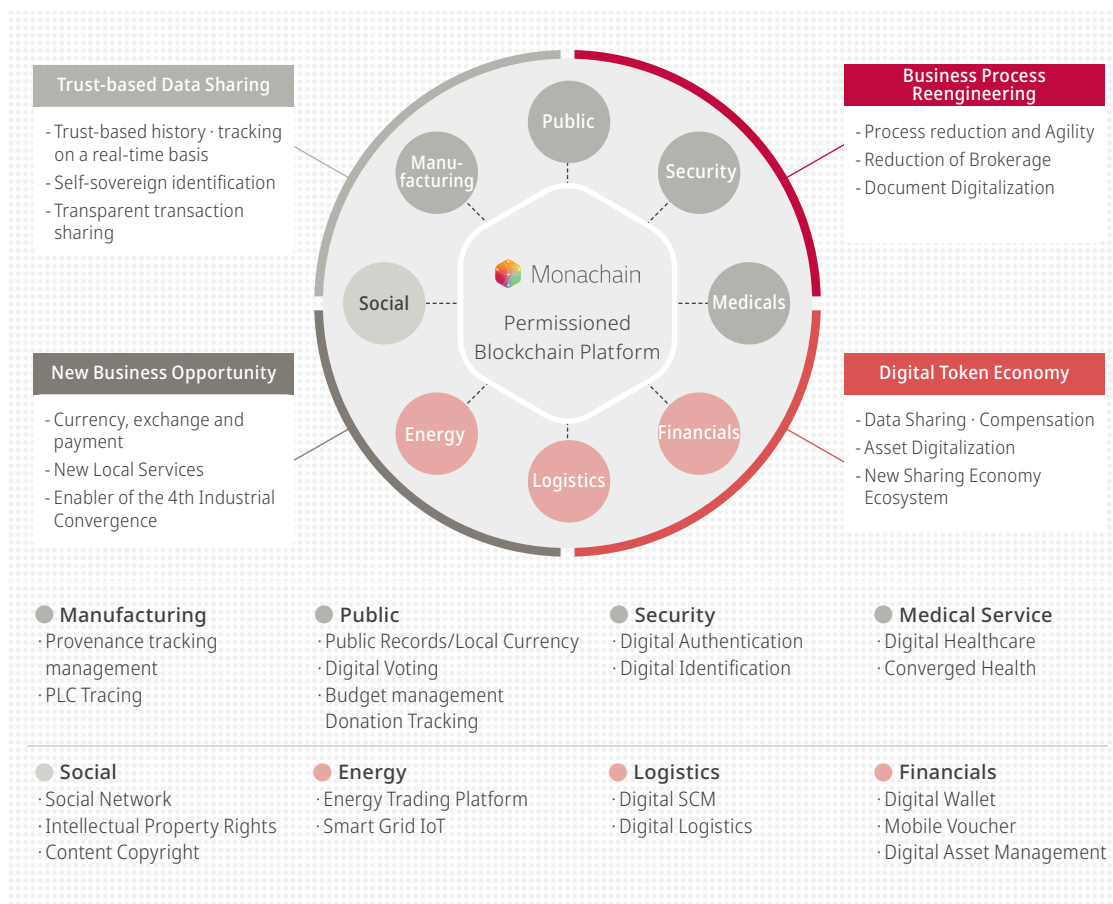 Trust-based Data Sharing
- Trust-based history · tracking
on a real-time basis
- Self-sovereign identification
- Transparent transaction
sharing
Business Process
Reengineering
- Process reduction and Agility
- Reduction of Brokerage
- Document Digitalization
Public
Manu-
facturing
Security
Social
Medicals
Monachain
Permissioned
Blockchain Platform
Energy
Financials
Logistics
New Business Opportunity
- Currency, exchange and
payment
- New Local Services
- Enabler of the 4th Industrial
Convergence
Digital Token Economy
- Data Sharing · Compensation
- Asset Digitalization
- New Sharing Economy
Ecosystem
Manufacturing
· Provenance tracking
management
· PLC Tracing
Public
· Public Records/Local Currency
· Digital Voting
· Budget management
Donation Tracking
Security
· Digital Authentication
· Digital Identification
Medical Service
· Digital Healthcare
· Converged Health
Social
· Social Network
· Intellectual Property Rights
· Content Copyright
Energy
· Energy Trading Platform
· Smart Grid IoT
Logistics
· Digital SCM
· Digital Logistics
Financials
· Digital Wallet
· Mobile Voucher
· Digital Asset Management